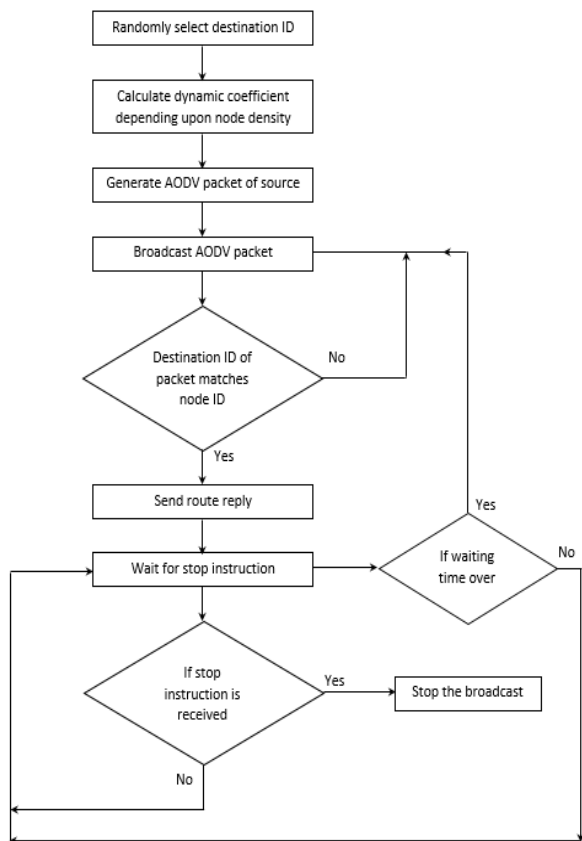 Randomly select destination ID
Calculate dynamic coefficient
depending upon node density
Generate AODV packet of source
Broadcast AODV packet
Destination ID of
packet matches
node ID
No
Yes
Send route reply
Wait for stop instruction
If waiting
time over
Yes
No
If stop
instruction is
received
Yes
Stop the broadcast
No